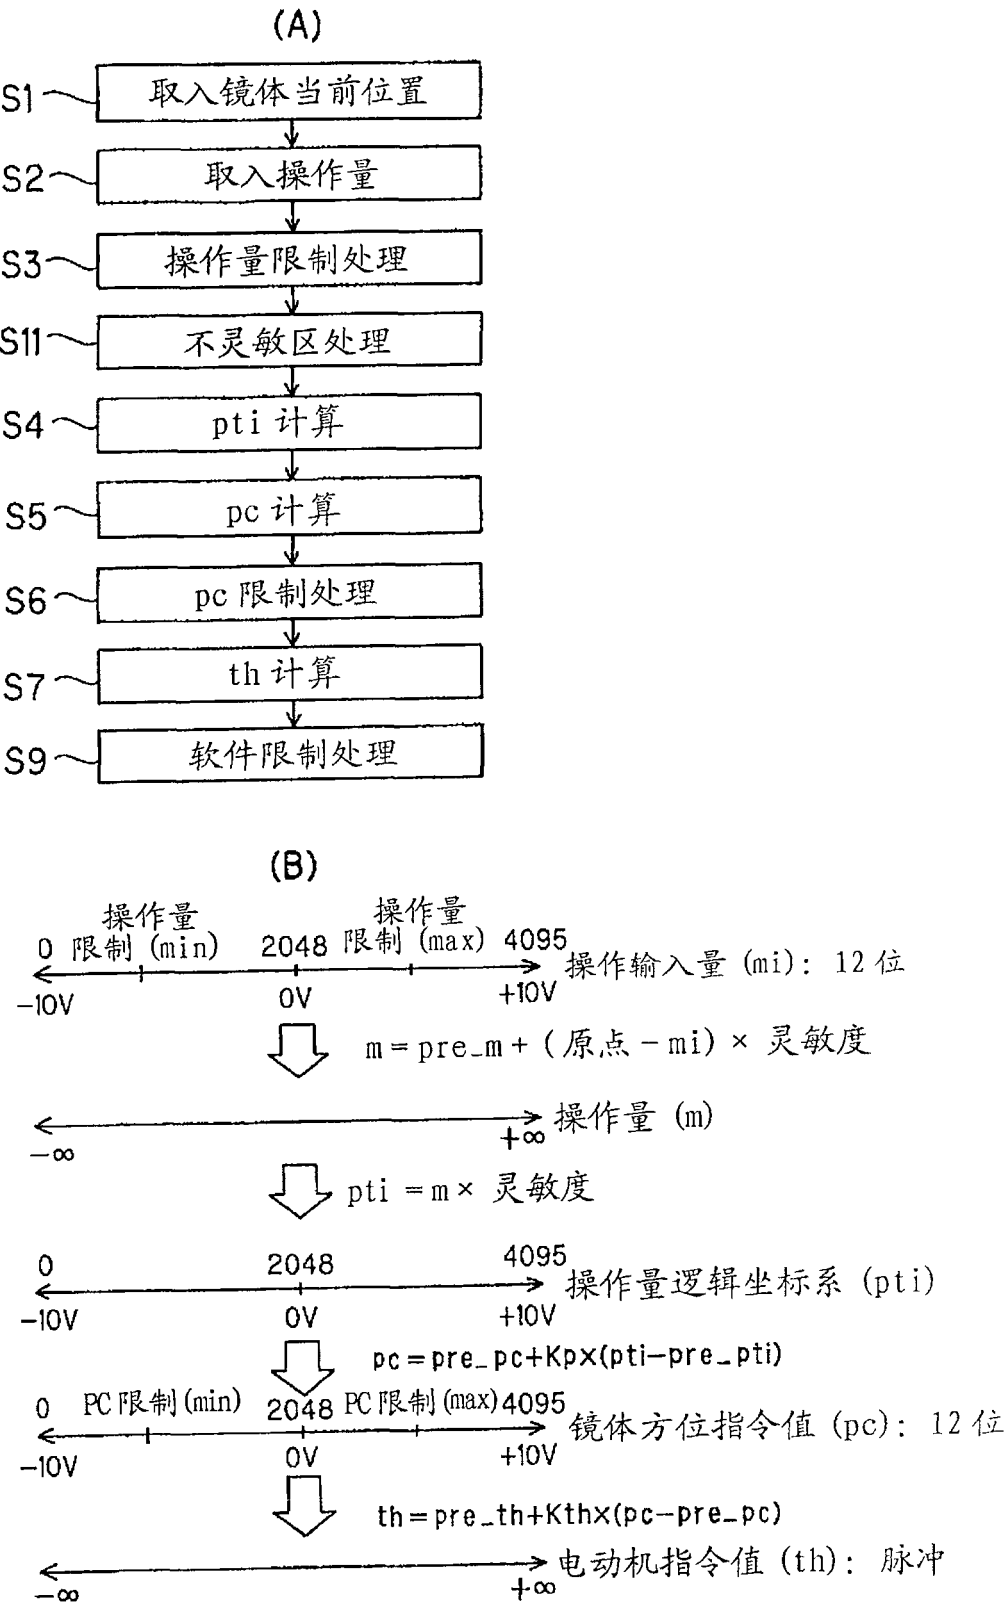 (A)
S1 取入镜体当前位置
S2 取入操作量
S3 操作量限制处理
S11 不灵敏区处理
S4 pti 计算
S5 pc 计算
S6 pc 限制处理
S7 th 计算
S9 软件限制处理
(B)
操作量 操作量
0 限制 (min) 2048 限制 (max) 4095
操作输入量 (mi): 12 位
-10V 0V +10V
m = pre_m + (原点 - mi) × 灵敏度
操作量 (m)
-∞ +∞
pti = m × 灵敏度
0 2048 4095
操作量逻辑坐标系 (pti)
-10V 0V +10V
pc=pre_pc+Kp×(pti-pre_pti)
0 PC 限制 (min) 2048 PC 限制 (max) 4095
镜体方位指令值 (pc): 12 位
-10V 0V +10V
th=pre_th+Kth×(pc-pre_pc)
电动机指令值 (th): 脉冲
-∞ +∞